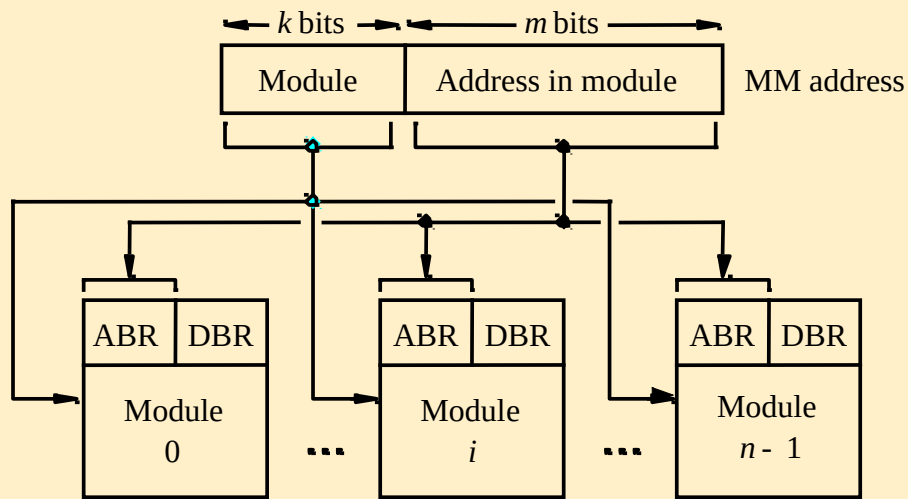 k bits m bits
Module Address in module MM address
ABR DBR ABR DBR ABR DBR
Module Module Module
0 ... i ... n - 1